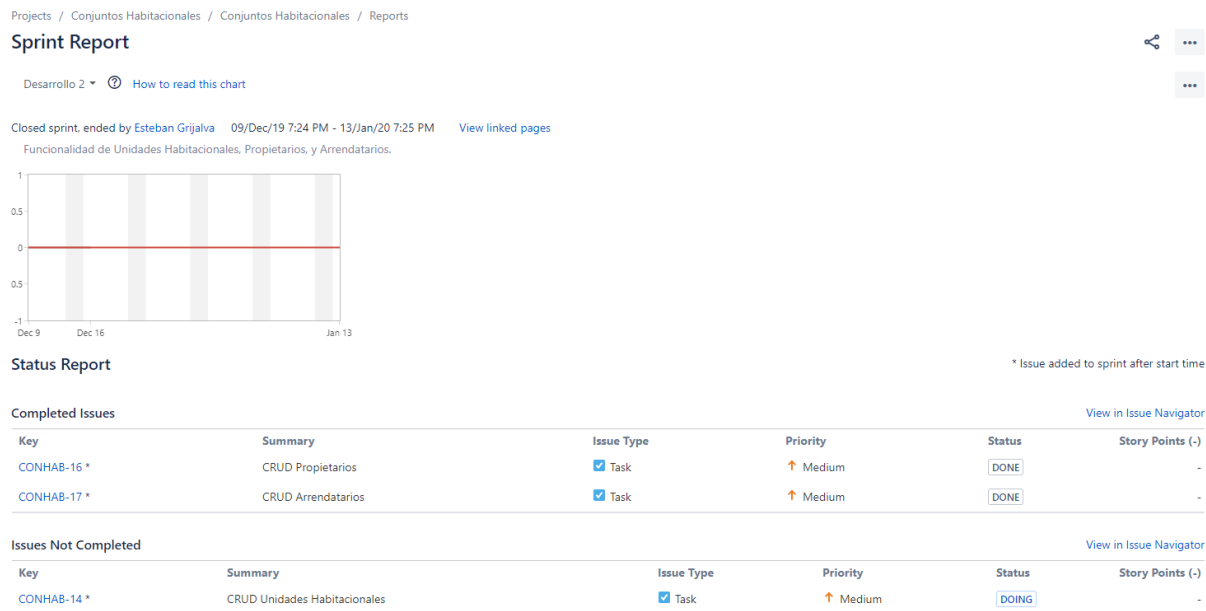 Projects / Conjuntos Habitacionales / Conjuntos Habitacionales / Reports
Sprint Report
Desarrollo 2 How to read this chart
Closed sprint, ended by Esteban Grijalva 09/Dec/19 7:24 PM - 13/Jan/20 7:25 PM View linked pages
Funcionalidad de Unidades Habitacionales, Propietarios, y Arrendatarios.
1
0.5
0
0.5
-1
Dec 9 Dec 16 Jan 13
Status Report * Issue added to sprint after start time
Completed Issues View in Issue Navigator
Key Summary Issue Type Priority Status Story Points (-)
CONHAB-16 * CRUD Propietarios Task Medium DONE -
CONHAB-17 * CRUD Arrendatarios Task Medium DONE -
Issues Not Completed View in Issue Navigator
Key Summary Issue Type Priority Status Story Points (-)
CONHAB-14 * CRUD Unidades Habitacionales Task Medium DOING -